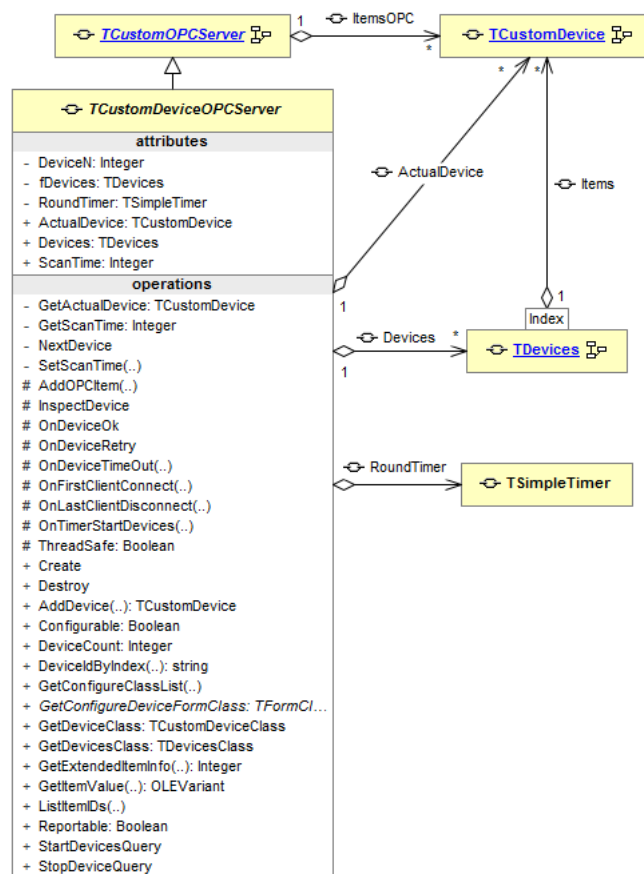 1 ItemsOPC
TCustomOPCServer TCustomDevice
* * *
TCustomDeviceOPCServer
attributes
- DeviceN: Integer
- fDevices: TDevices
- RoundTimer: TSimpleTimer
+ ActualDevice: TCustomDevice
+ Devices: TDevices
+ ScanTime: Integer
ActualDevice
Items
operations
- GetActualDevice: TCustomDevice
- GetScanTime: Integer
- NextDevice
- SetScanTime(..)
# AddOPCItem(..)
# InspectDevice
# OnDeviceOk
# OnDeviceRetry
# OnDeviceTimeOut(..)
# OnFirstClientConnect(..)
# OnLastClientDisconnect(..)
# OnTimerStartDevices(..)
# ThreadSafe: Boolean
+ Create
+ Destroy
+ AddDevice(..): TCustomDevice
+ Configurable: Boolean
+ DeviceCount: Integer
+ DeviceIdByIndex(..): string
+ GetConfigureClassList(..)
+ GetConfigureDeviceFormClass: TFormCl...
+ GetDeviceClass: TCustomDeviceClass
+ GetDevicesClass: TDevicesClass
+ GetExtendedItemInfo(..): Integer
+ GetItemValue(..): OLEVariant
+ ListItemIDs(..)
+ Reportable: Boolean
+ StartDevicesQuery
+ StopDeviceQuery
1 1
Index
Devices *
TDevices
1
RoundTimer
TSimpleTimer